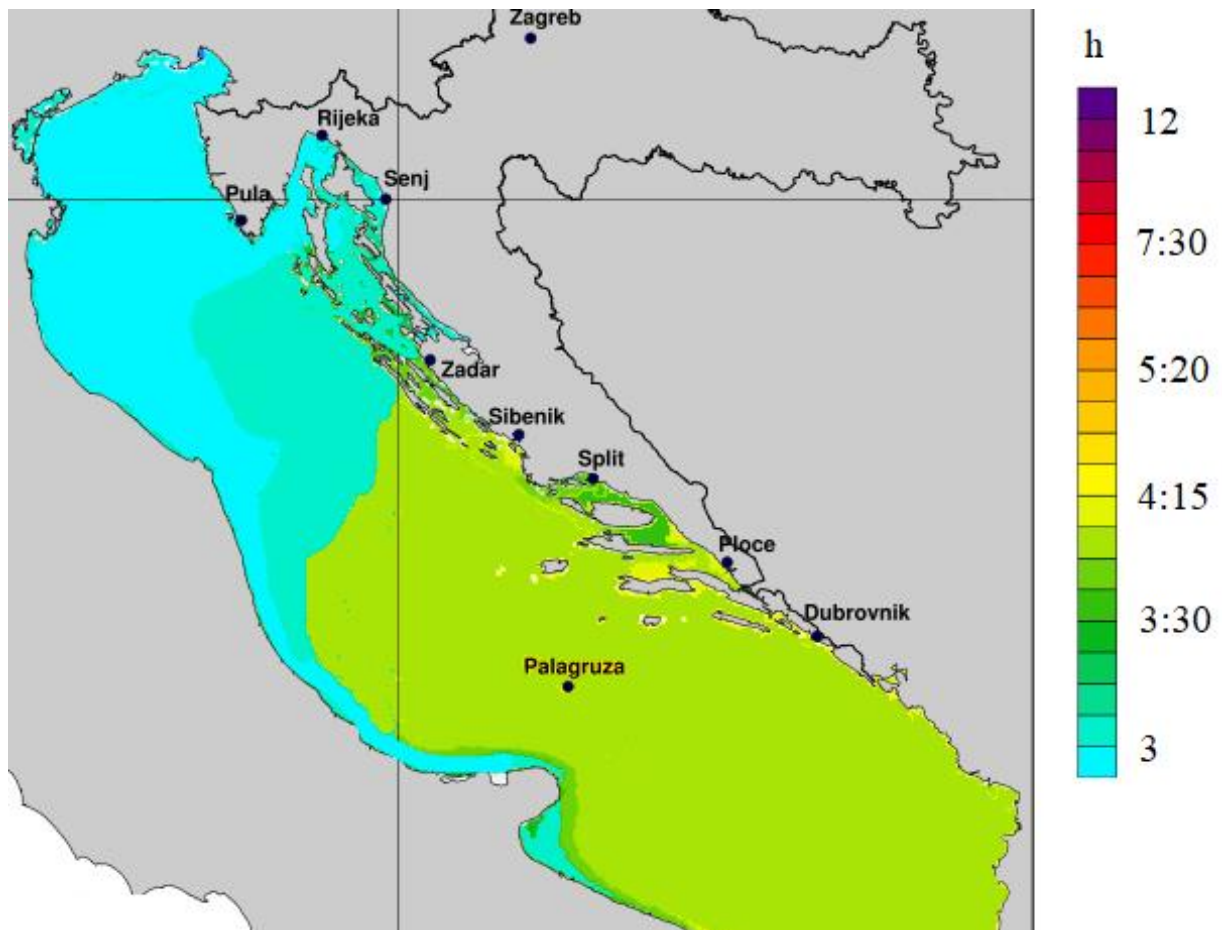 Zagreb
h
12
Rijeka
Senj
Pula
7:30
Zadar
5:20
Sibenik
Split
4:15
Ploce
Dubrovnik
3:30
Palagruza
3